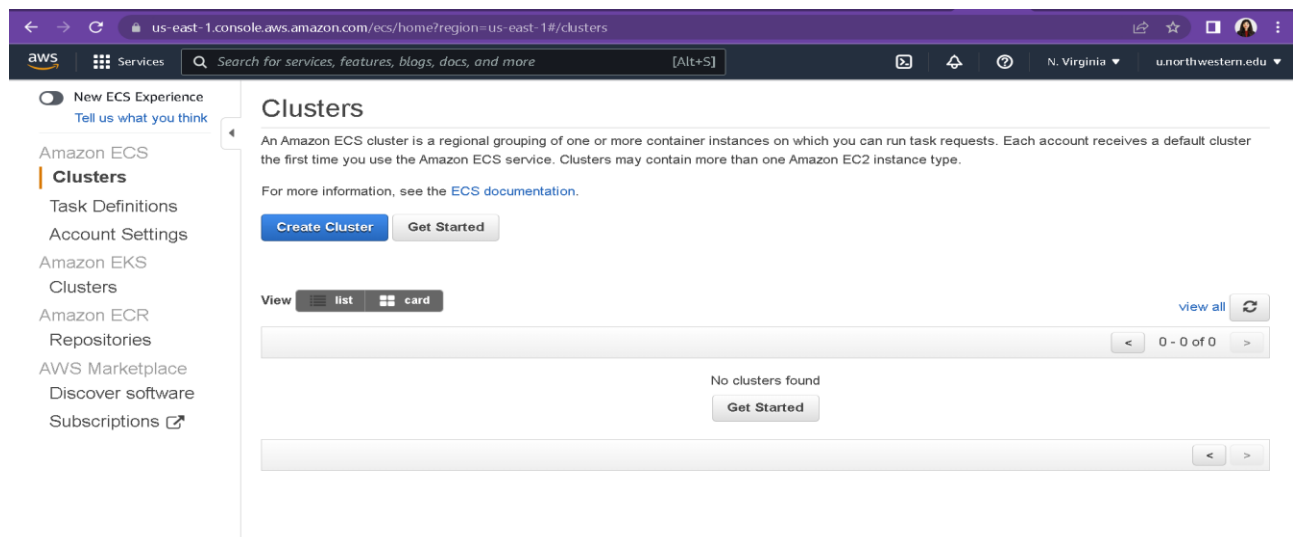 us-east-1.console.aws.amazon.com/ecs/home?region=us-east-1#/clusters
aws Services Search for services, features, blogs, docs, and more [Alt+S] N. Virginia u.northwestern.edu
New ECS Experience
Tell us what you think
Amazon ECS
Clusters
Task Definitions
Account Settings
Amazon EKS
Clusters
Amazon ECR
Repositories
AWS Marketplace
Discover software
Subscriptions
Clusters
An Amazon ECS cluster is a regional grouping of one or more container instances on which you can run task requests. Each account receives a default cluster
the first time you use the Amazon ECS service. Clusters may contain more than one Amazon EC2 instance type.
For more information, see the ECS documentation.
Create Cluster Get Started
View list card
view all
< 0 - 0 of 0 >
No clusters found
Get Started
< >